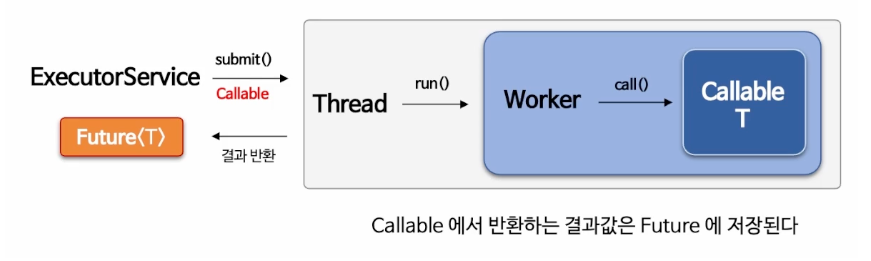 submit()
ExecutorService
Callable
Future⟨T⟩
결과 반환
Thread
run()
Worker
call()
Callable
T
Callable 에서 반환하는 결과값은 Future 에 저장된다